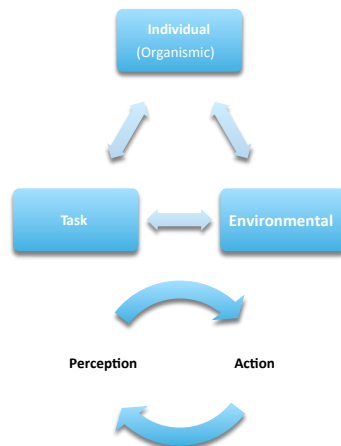 Individual
(Organismic)
Task
Environmental
Perception
Action